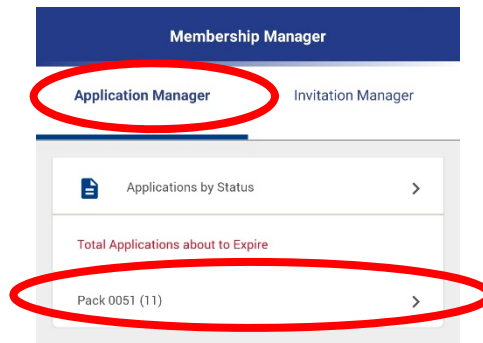 Membership Manager
Application Manager Invitation Manager
Applications by Status
Total Applications about to Expire
Pack 0051 (11)